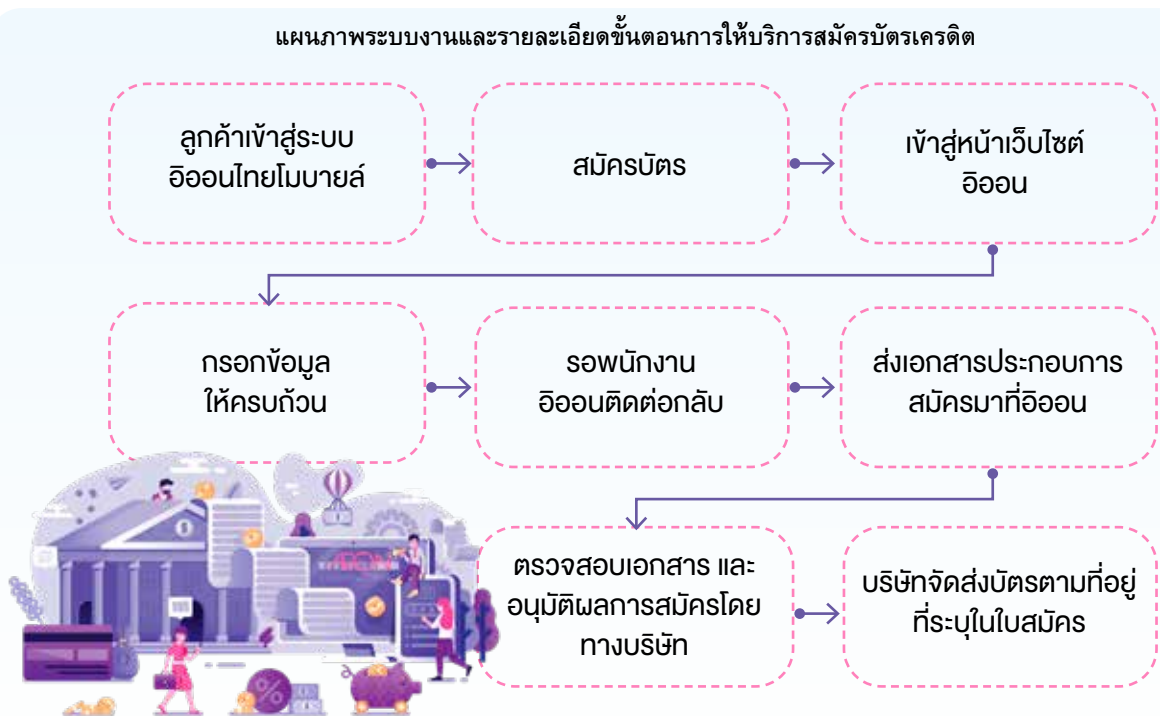 แผนภาพระบบงานและรายละเอียดขั้นตอนการให้บริการสมัครบัตรเครดิต
ลูกค้าเข้าสู่ระบบ
อิออนไทยโมบายล์
สมัครบัตร
เข้าสู่หน้าเว็บไซต์
อิออน
กรอกข้อมูล
ให้ครบถ้วน
รอพนักงาน
อิออนติดต่อกลับ
ส่งเอกสารประกอบการ
สมัครมาที่อิออน
ตรวจสอบเอกสาร และ
อนุมัติผลการสมัครโดย
ทางบริษัท
บริษัทจัดส่งบัตรตามที่อยู่
ที่ระบุในใบสมัคร